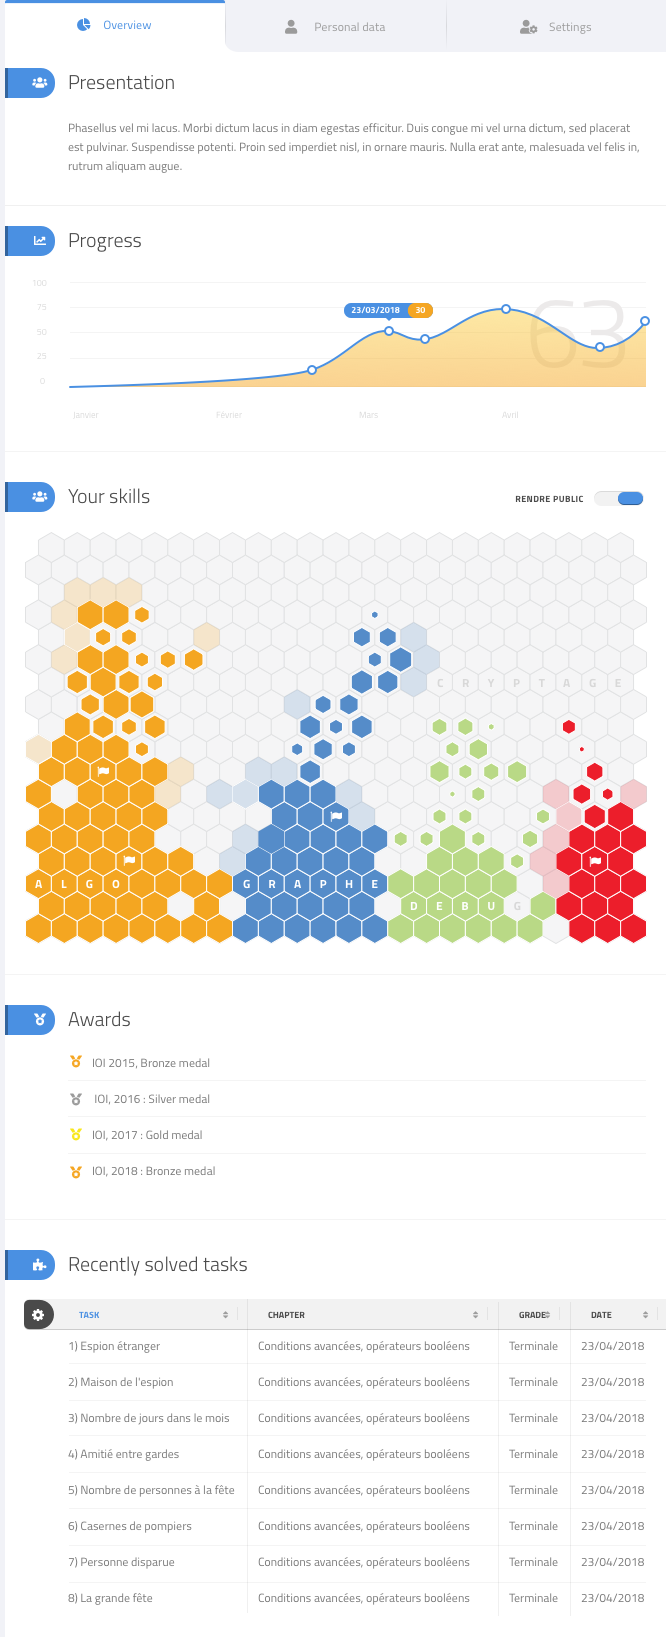 Overview
Personal data
Settings
Presentation
Phasellus vel mi lacus. Morbi dictum lacus in diam egestas efficitur. Duis congue mi vel urna dictum, sed placerat
est pulvinar. Suspendisse potenti. Proin sed imperdiet nisl, in ornare mauris. Nulla erat ante, malesuada vel felis in,
rutrum aliquam augue.
Progress
100
75
50
25
0
23/03/2018 30
63
Janvier Février Mars Avril
Your skills
RENDRE PUBLIC
CRYPTAGE
ALGO
GRAPHE
DEBUG
Awards
IOI 2015, Bronze medal
IOI, 2016 : Silver medal
IOI, 2017 : Gold medal
IOI, 2018 : Bronze medal
Recently solved tasks
TASK CHAPTER GRADE DATE
1) Espion étranger Conditions avancées, opérateurs booléens Terminale 23/04/2018
2) Maison de l'espion Conditions avancées, opérateurs booléens Terminale 23/04/2018
3) Nombre de jours dans le mois Conditions avancées, opérateurs booléens Terminale 23/04/2018
4) Amitié entre gardes Conditions avancées, opérateurs booléens Terminale 23/04/2018
5) Nombre de personnes à la fête Conditions avancées, opérateurs booléens Terminale 23/04/2018
6) Casernes de pompiers Conditions avancées, opérateurs booléens Terminale 23/04/2018
7) Personne disparue Conditions avancées, opérateurs booléens Terminale 23/04/2018
8) La grande fête Conditions avancées, opérateurs booléens Terminale 23/04/2018